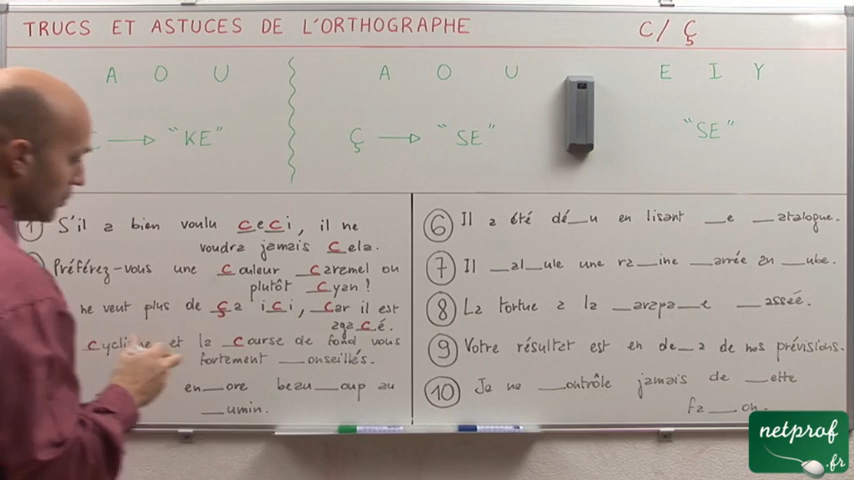 TRUCS ET ASTUCES DE L'ORTHOGRAPHE C/Ç
A O U A O U E I Y
"KE" Ç "SE" "SE"
1 S'il a bien voulu ceci, il ne
voudra jamais cela.
Préférez-vous une couleur caremel ou
plutôt cyan !
ne veut plus de ça ici, car il est
agacé.
et la course de fond vous
fortement __onseillés.
en__ore beau__oup au
__umin.
6 Il a été dé__u en lisant __e __atalogue.
7 Il __al__ule une ra__ine __arrée en __ube.
8 La tortue a la __arapa__e __assée.
9 Votre résultat est en de__a de nos prévisions.
10 Je ne __ontrôle jamais de __ette
fa__on.
netprof
.fr